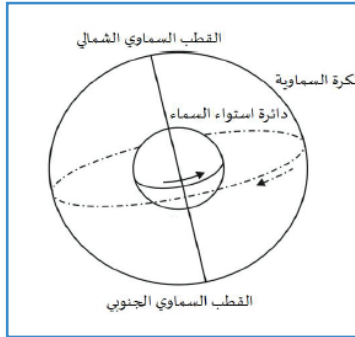 القطب السماوي الشمالي
كرة السماوية
دائرة استواء السماء
القطب السماوي الجنوبي